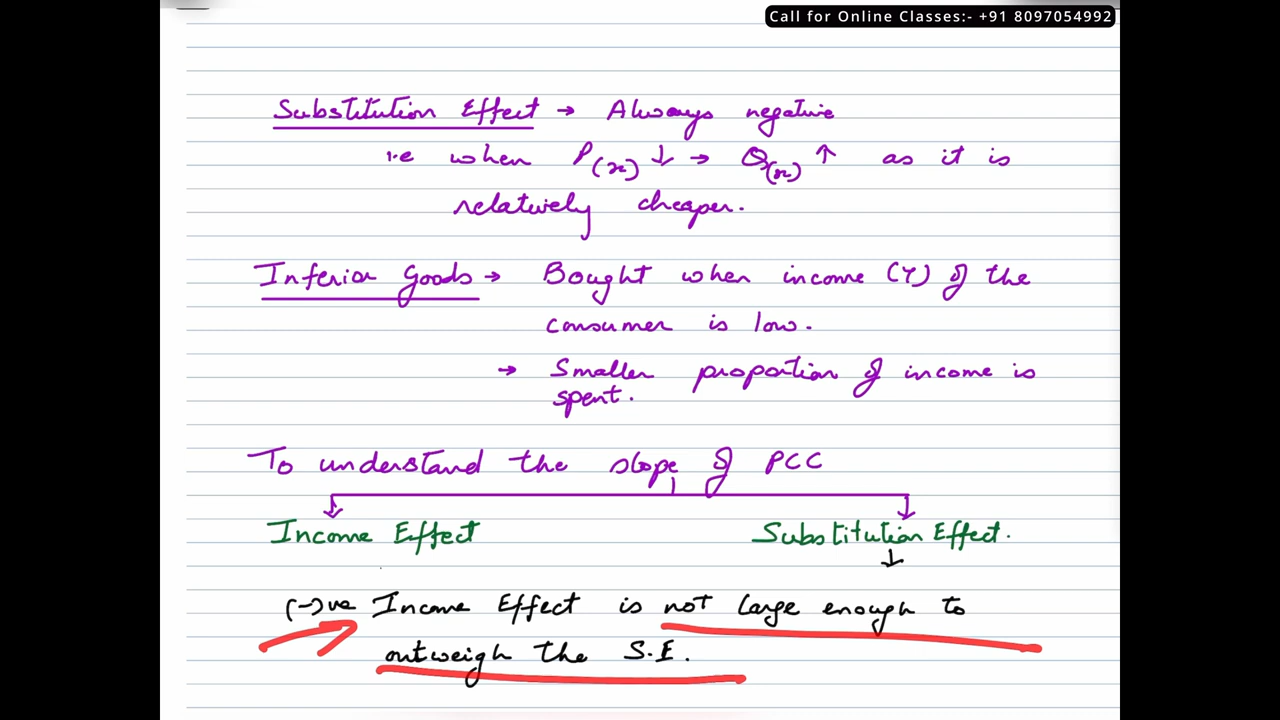 Call for Online Classes:- +91 8097054992
Substitution Effect → Always negative
i.e when P(x) ↓ → Q(x) ↑ as it is
relatively cheaper.
Inferior Goods → Bought when income (Y) of the
consumer is low.
→ Smaller proportion of income is
spent.
To understand the slope of PCC
Income Effect Substitution Effect.
(-)ve Income Effect is not large enough to
outweigh the S.E.